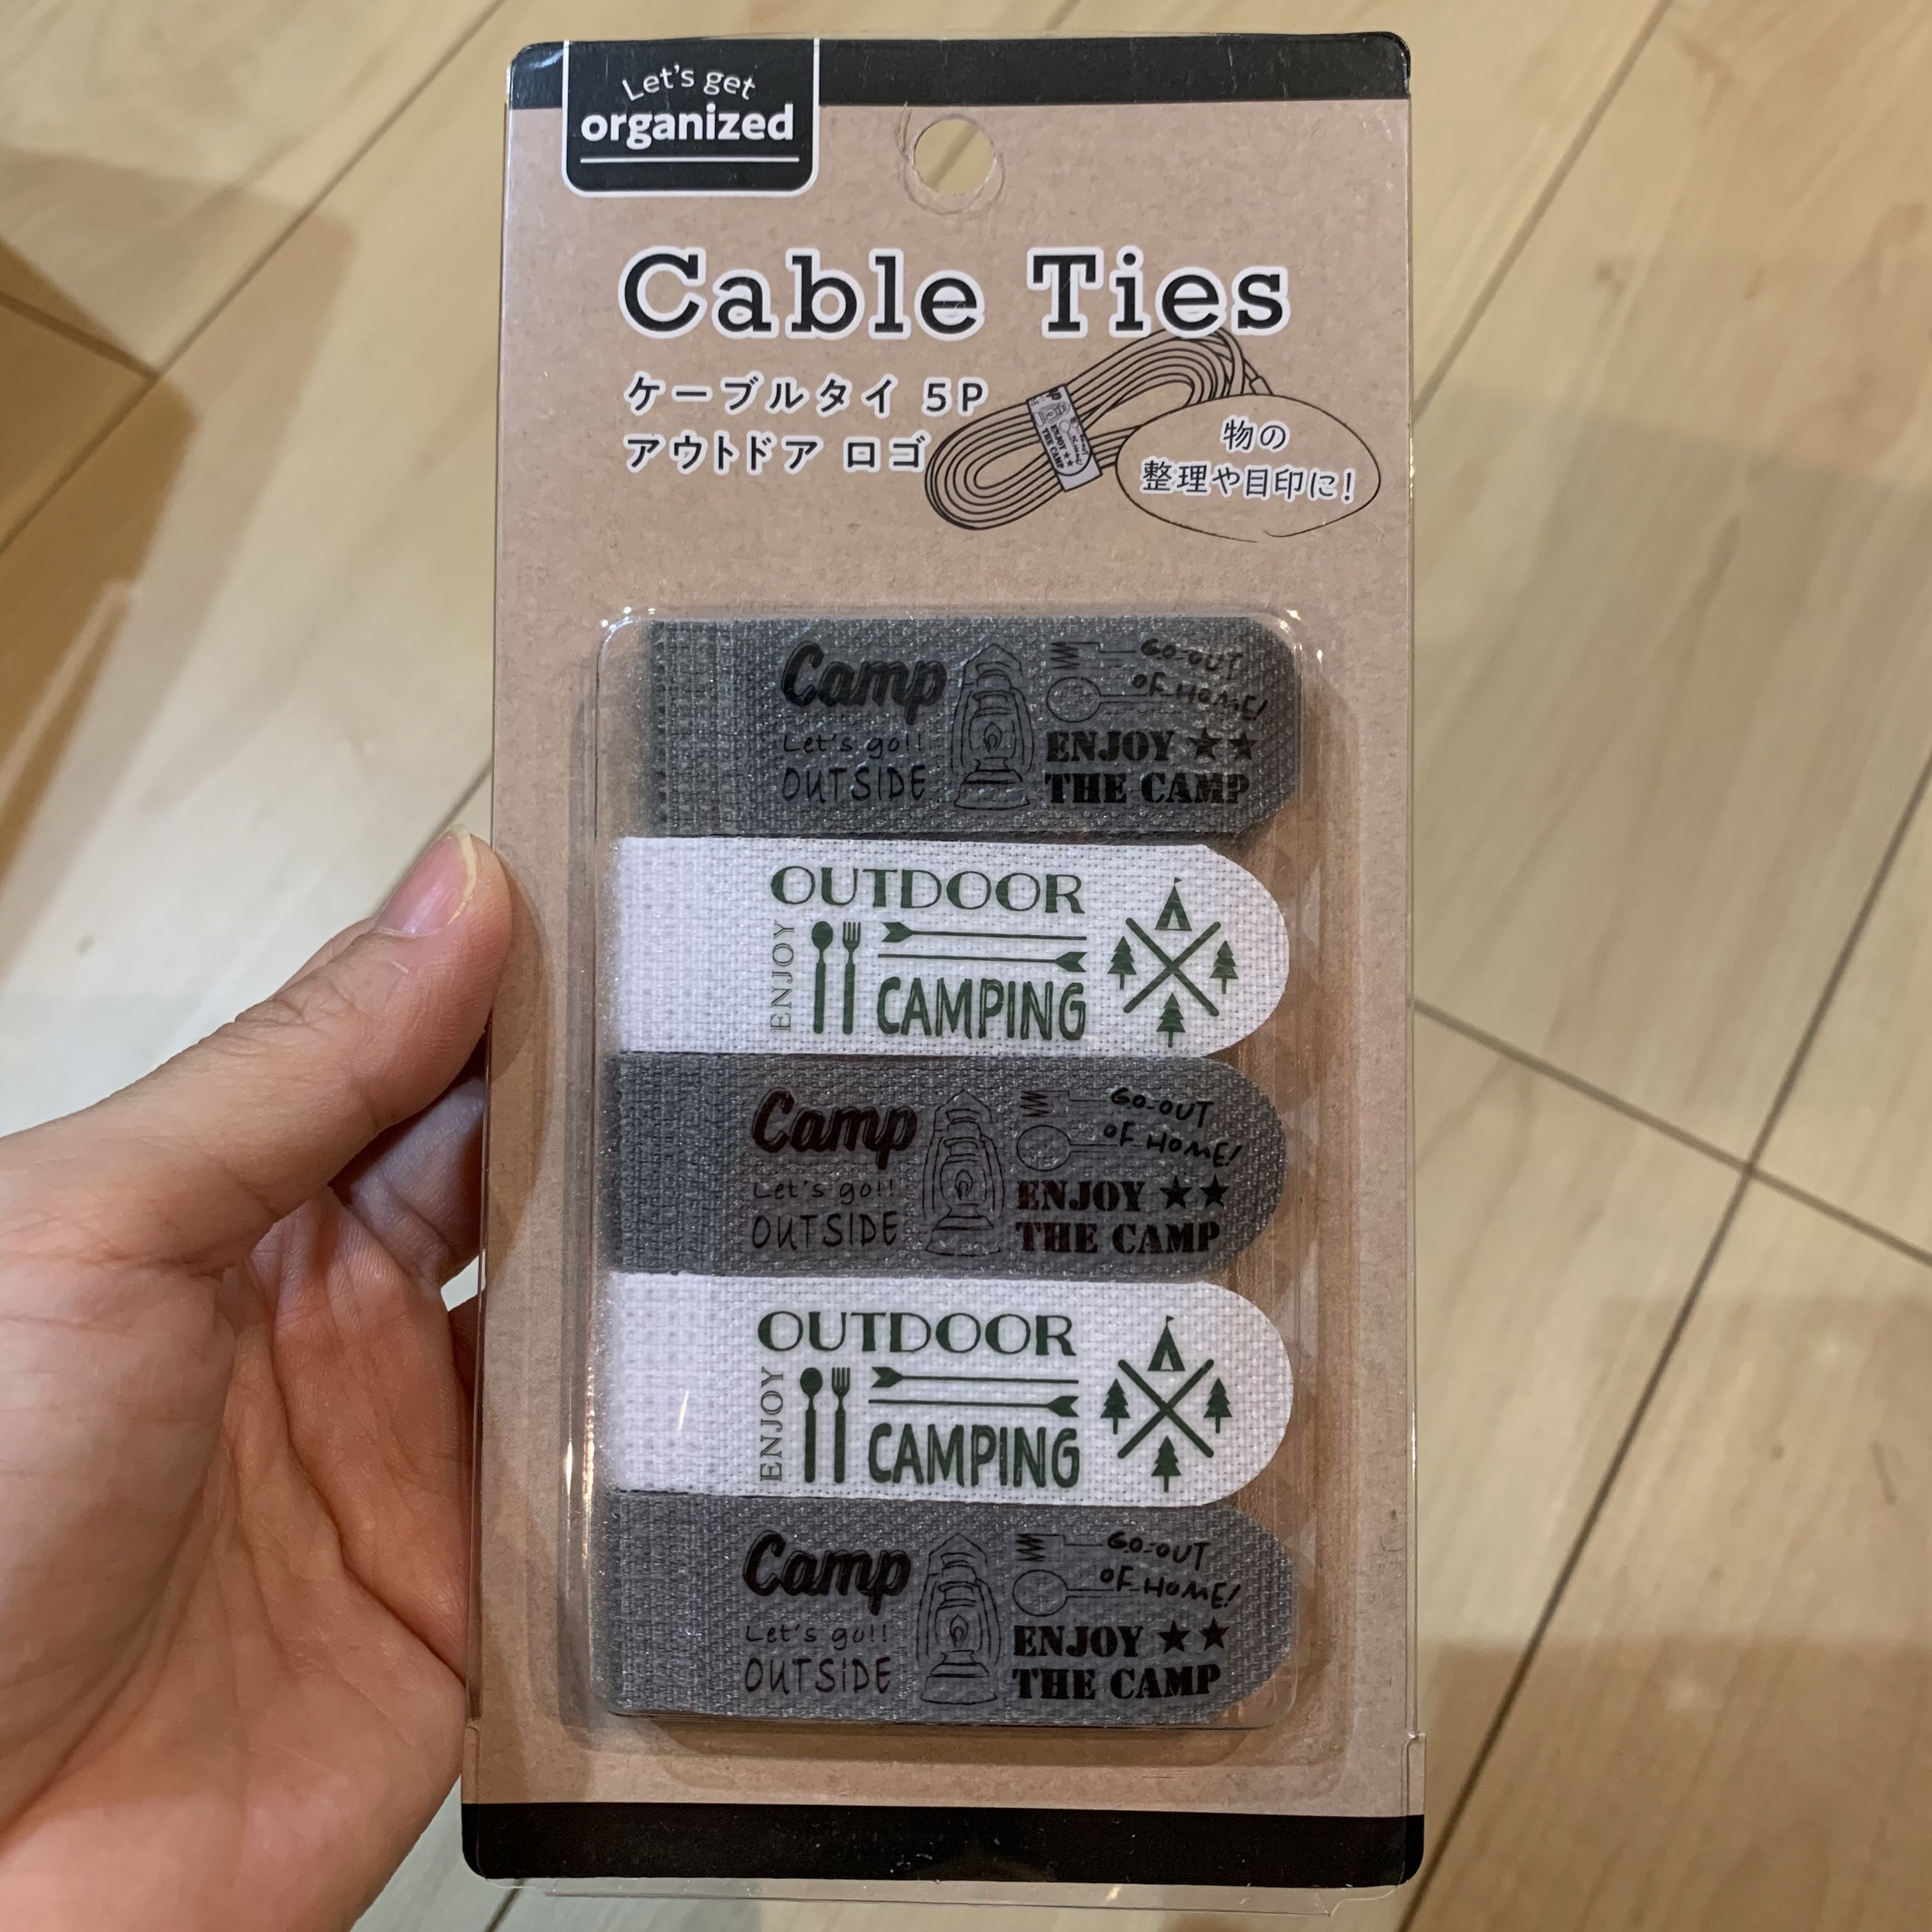 Let's get
organized
Cable Ties
ケーブルタイ 5P
アウトドア ロゴ
物の
整理や目印に!
Camp
Let's go!!
OUTSIDE
GO-OUT
OF HOME!
ENJOY ★★
THE CAMP
OUTDOOR
ENJOY
CAMPING
Camp
Let's go!!
OUTSIDE
GO-OUT
OF HOME!
ENJOY ★★
THE CAMP
OUTDOOR
ENJOY
CAMPING
Camp
Let's go!!
OUTSIDE
GO-OUT
OF HOME!
ENJOY ★★
THE CAMP